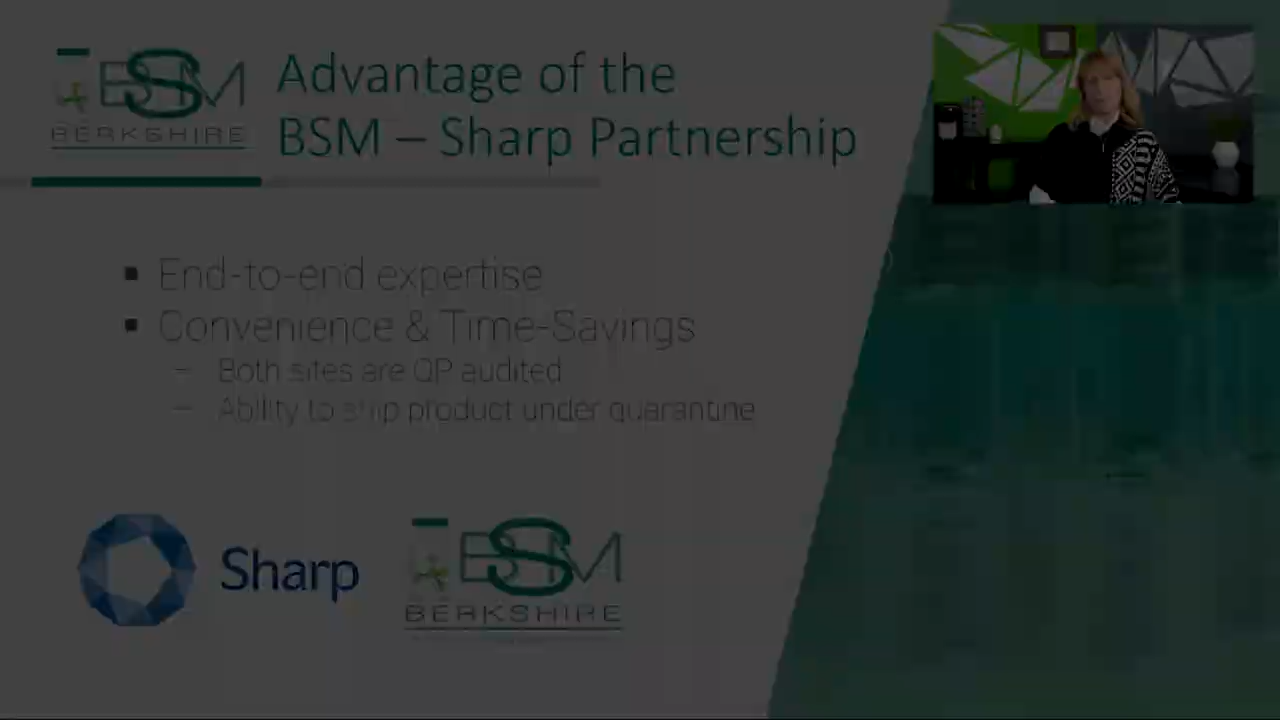 BSM
BERKSHIRE
Advantage of the
BSM – Sharp Partnership
▪ End-to-end expertise
▪ Convenience & Time-Savings
– Both sites are QP audited
– Ability to ship product under quarantine
Sharp
BSM
BERKSHIRE